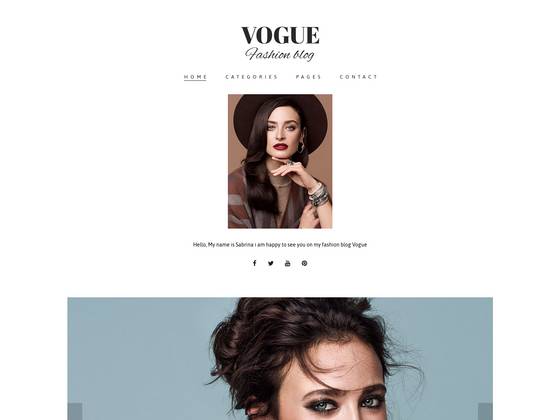 VOGUE
Fashion blog
HOME CATEGORIES PAGES CONTACT
Hello, My name is Sabrina i am happy to see you on my fashion blog Vogue